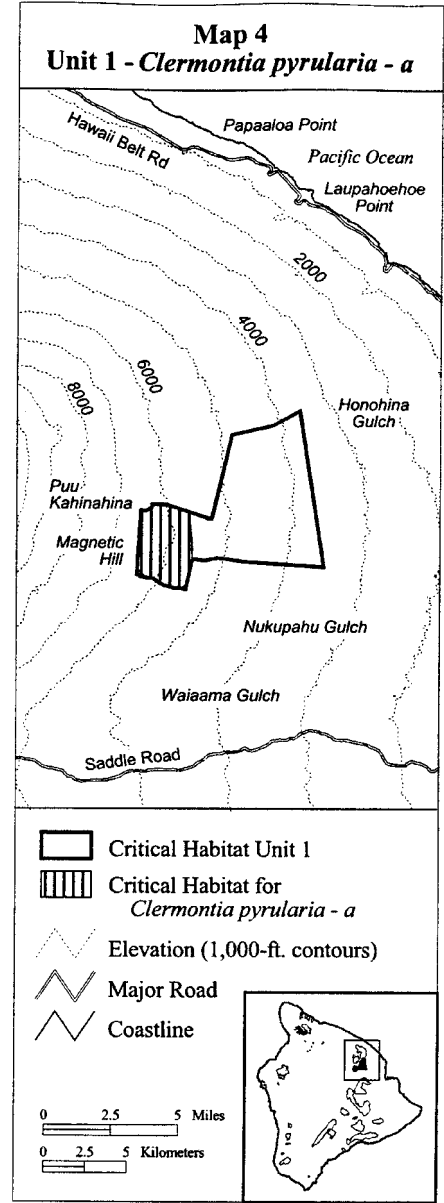 Map 4
Unit 1 - Clermontia pyrularia - a
Papaaloa Point
Hawaii Belt Rd
Pacific Ocean
Laupahoehoe
Point
2000
4000
6000
8000
Honohina
Gulch
Puu
Kahinahina
Magnetic
Hill
Nukupahu Gulch
Waiaama Gulch
Saddle Road
Critical Habitat Unit 1
Critical Habitat for
Clermontia pyrularia - a
Elevation (1,000-ft. contours)
Major Road
Coastline
0 2.5 5 Miles
0 2.5 5 Kilometers